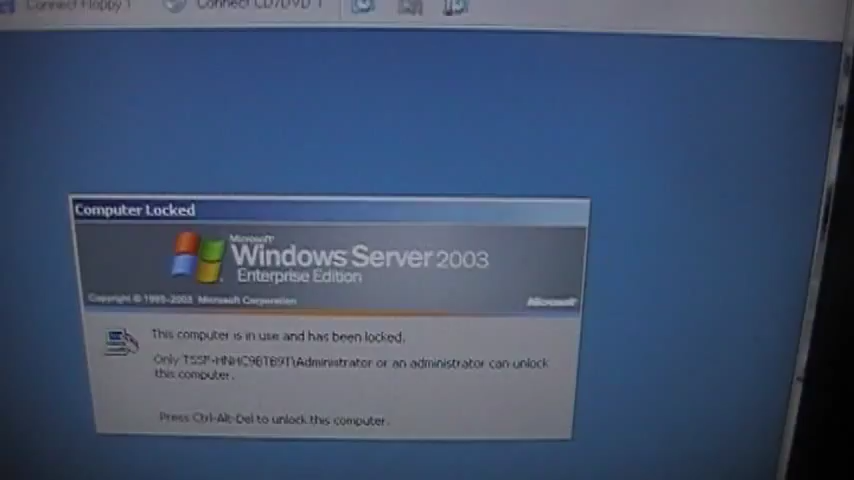 Connect Floppy 1 Connect CD/DVD 1
Computer Locked
Microsoft
Windows Server 2003
Enterprise Edition
Copyright © 1985-2003 Microsoft Corporation Microsoft
This computer is in use and has been locked.
Only \Administrator or an administrator can unlock
this computer.
Press Ctrl-Alt-Del to unlock this computer.